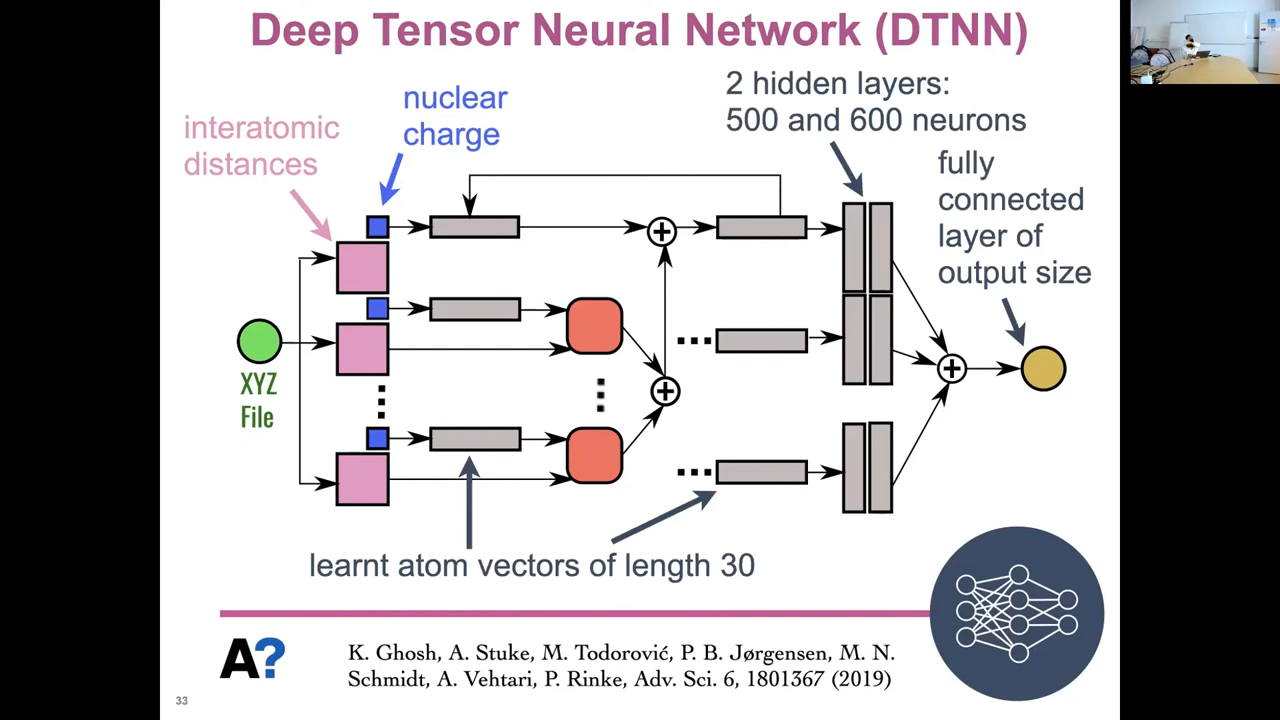 Deep Tensor Neural Network (DTNN)
interatomic
distances
nuclear
charge
2 hidden layers:
500 and 600 neurons
fully
connected
layer of
output size
XYZ
File
learnt atom vectors of length 30
A?
K. Ghosh, A. Stuke, M. Todorović, P. B. Jørgensen, M. N.
Schmidt, A. Vehtari, P. Rinke, Adv. Sci. 6, 1801367 (2019)
33